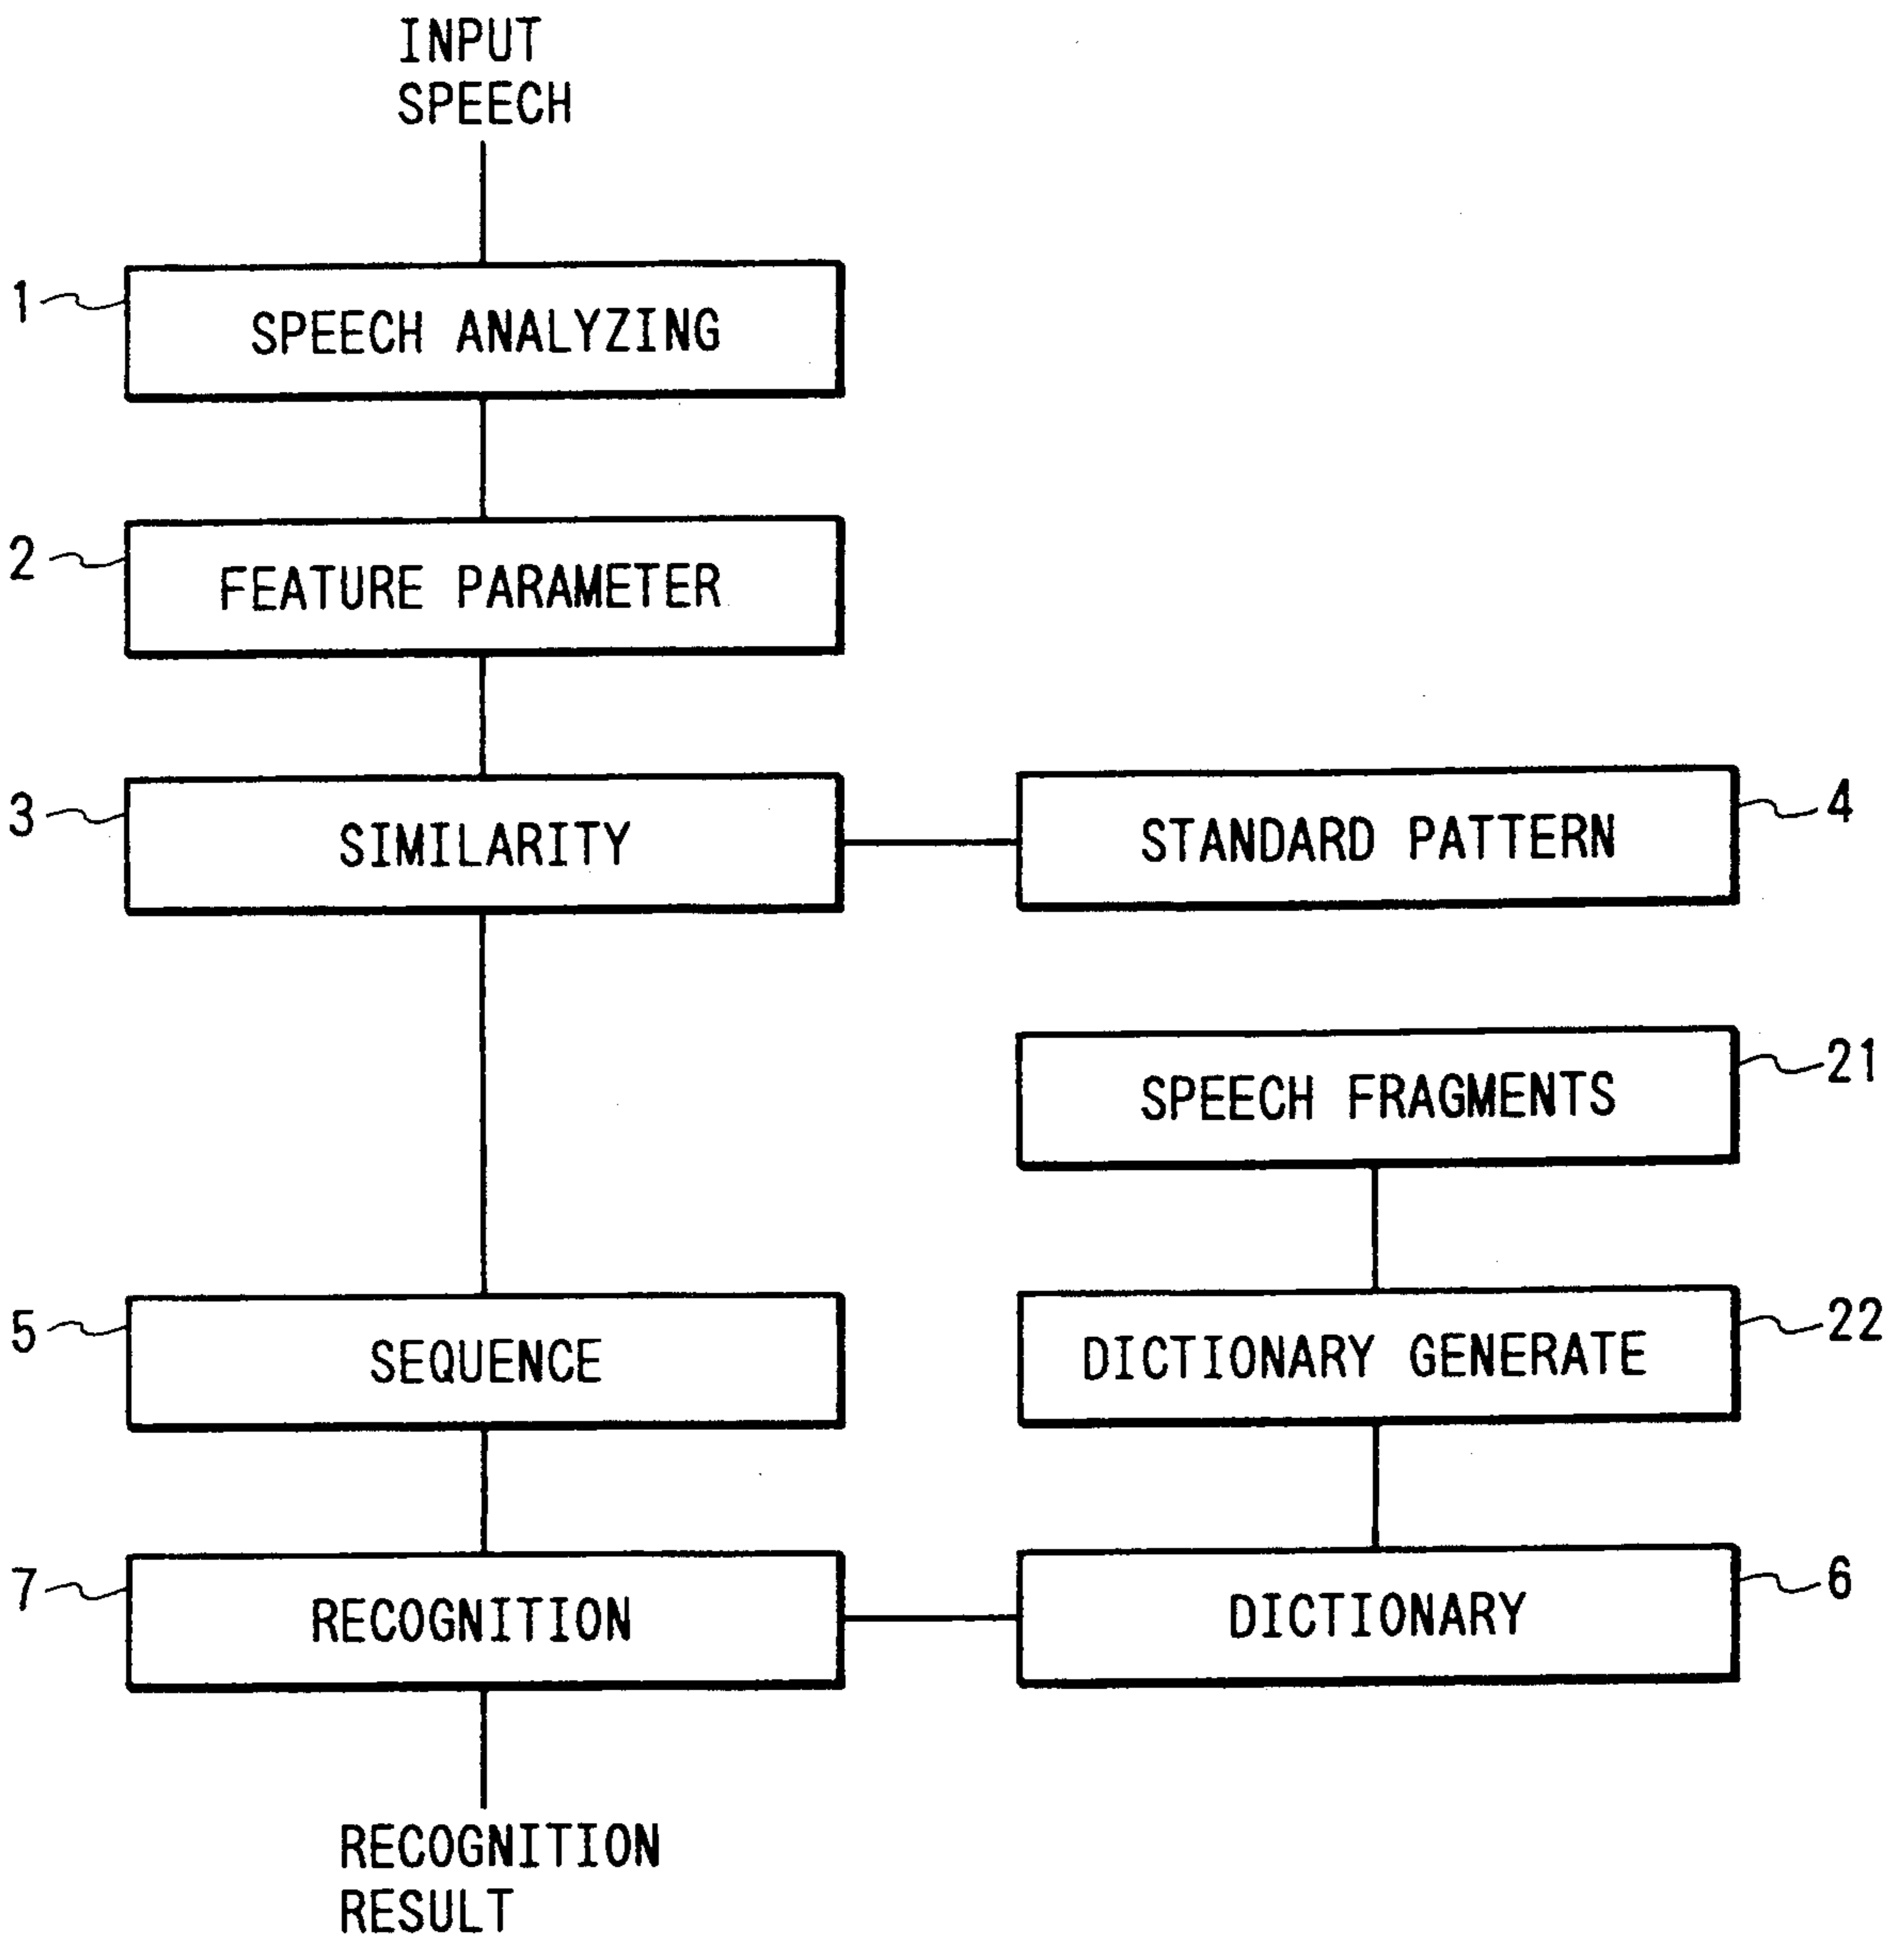 INPUT
SPEECH
1
SPEECH ANALYZING
2
FEATURE PARAMETER
3
SIMILARITY
STANDARD PATTERN
4
SPEECH FRAGMENTS
21
5
SEQUENCE
DICTIONARY GENERATE
22
7
RECOGNITION
DICTIONARY
6
RECOGNITION
RESULT